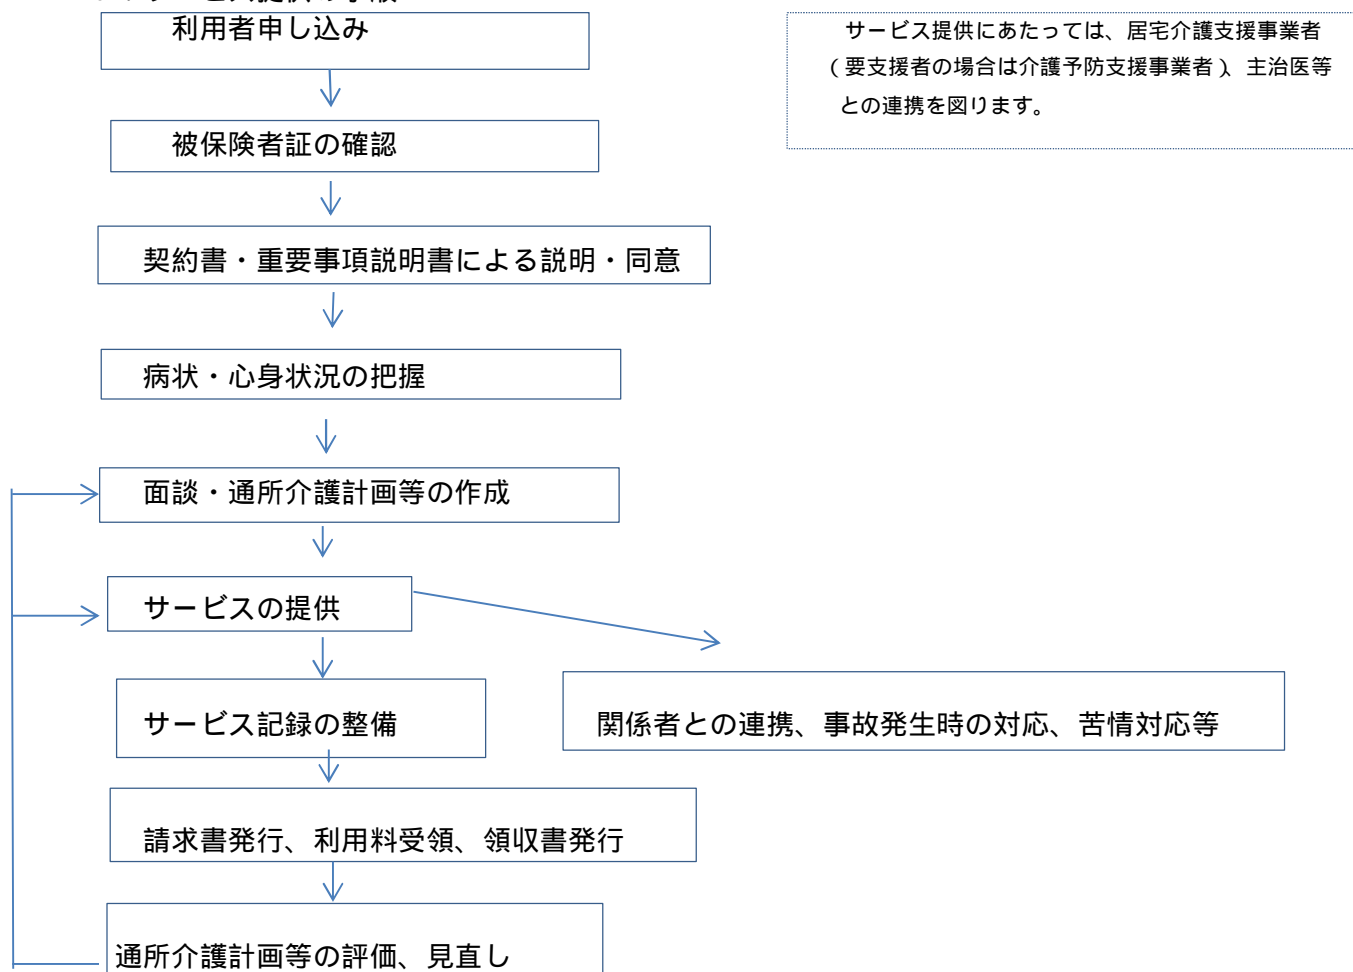 利用者申し込み
サービス提供にあたっては、居宅介護支援事業者
(要支援者の場合は介護予防支援事業者)、主治医等
との連携を図ります。
被保険者証の確認
契約書・重要事項説明書による説明・同意
病状・心身状況の把握
面談・通所介護計画等の作成
サービスの提供
サービス記録の整備
関係者との連携、事故発生時の対応、苦情対応等
請求書発行、利用料受領、領収書発行
通所介護計画等の評価、見直し